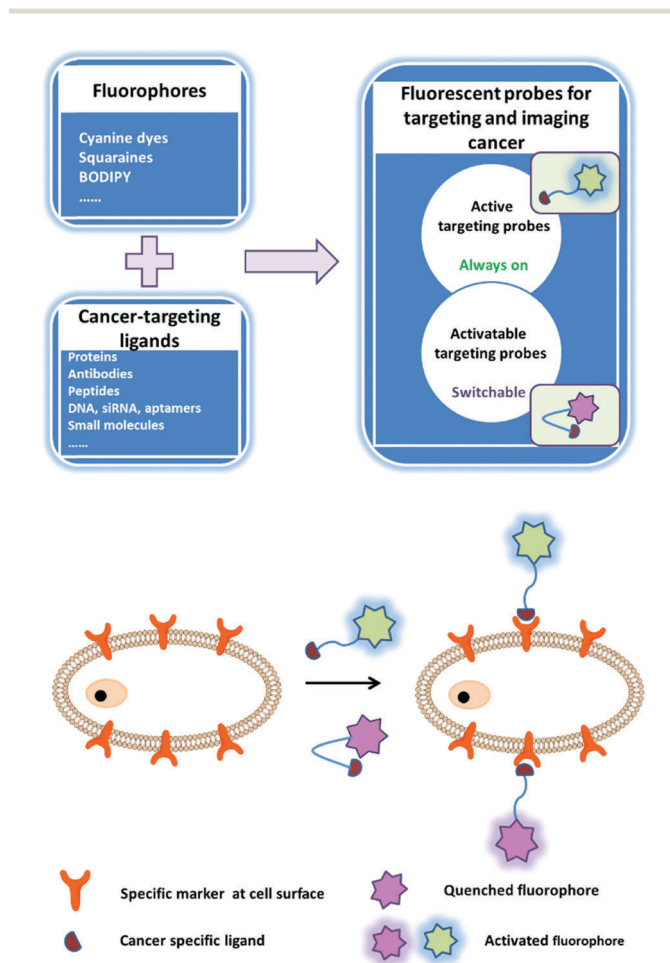 Fluorophores
Cyanine dyes
Squaraines
BODIPY
......
Cancer-targeting
ligands
Proteins
Antibodies
Peptides
DNA, siRNA, aptamers
Small molecules
......
Fluorescent probes for
targeting and imaging
cancer
Active
targeting probes
Always on
Activatable
targeting probes
Switchable
Specific marker at cell surface
Quenched fluorophore
Cancer specific ligand
Activated fluorophore